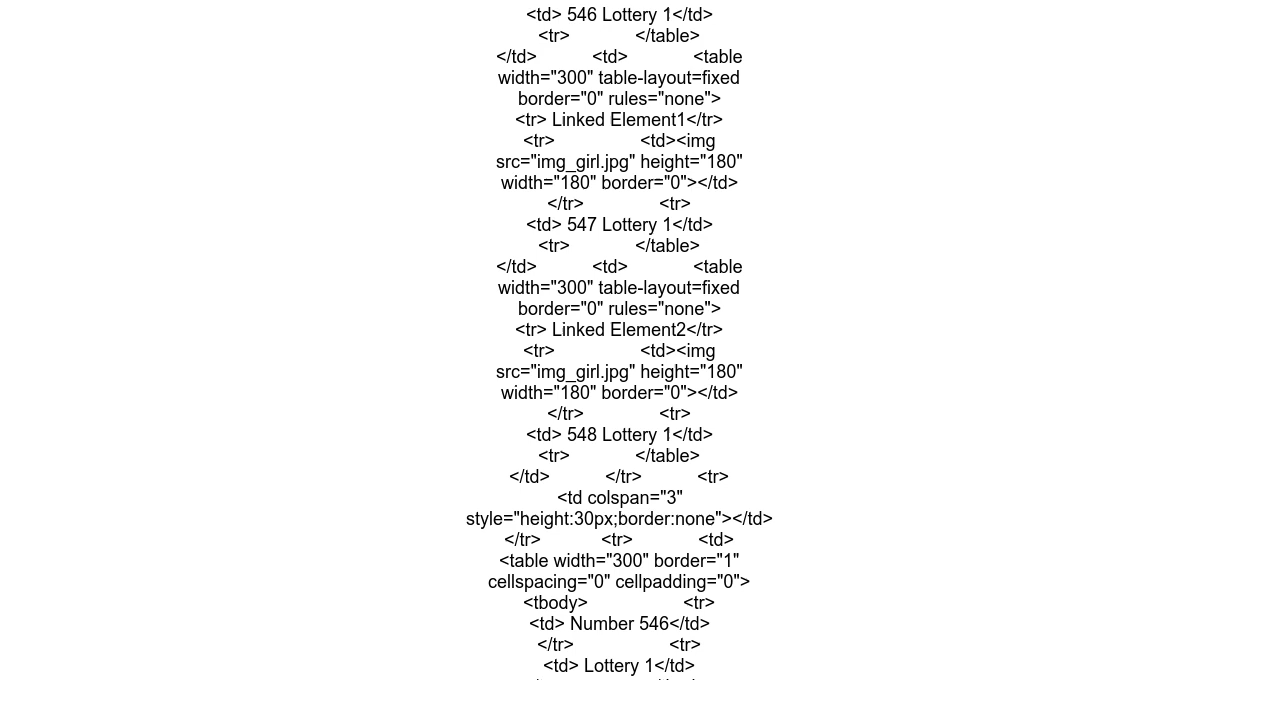 <td> 546 Lottery 1</td>
<tr> </table>
</td> <td> <table
width="300" table-layout=fixed
border="0" rules="none">
<tr> Linked Element1</tr>
<tr> <td><img
src="img_girl.jpg" height="180"
width="180" border="0"></td>
</tr> <tr>
<td> 547 Lottery 1</td>
<tr> </table>
</td> <td> <table
width="300" table-layout=fixed
border="0" rules="none">
<tr> Linked Element2</tr>
<tr> <td><img
src="img_girl.jpg" height="180"
width="180" border="0"></td>
</tr> <tr>
<td> 548 Lottery 1</td>
<tr> </table>
</td> </tr> <tr>
<td colspan="3"
style="height:30px;border:none"></td>
</tr> <tr> <td>
<table width="300" border="1"
cellspacing="0" cellpadding="0">
<tbody> <tr>
<td> Number 546</td>
</tr> <tr>
<td> Lottery 1</td>